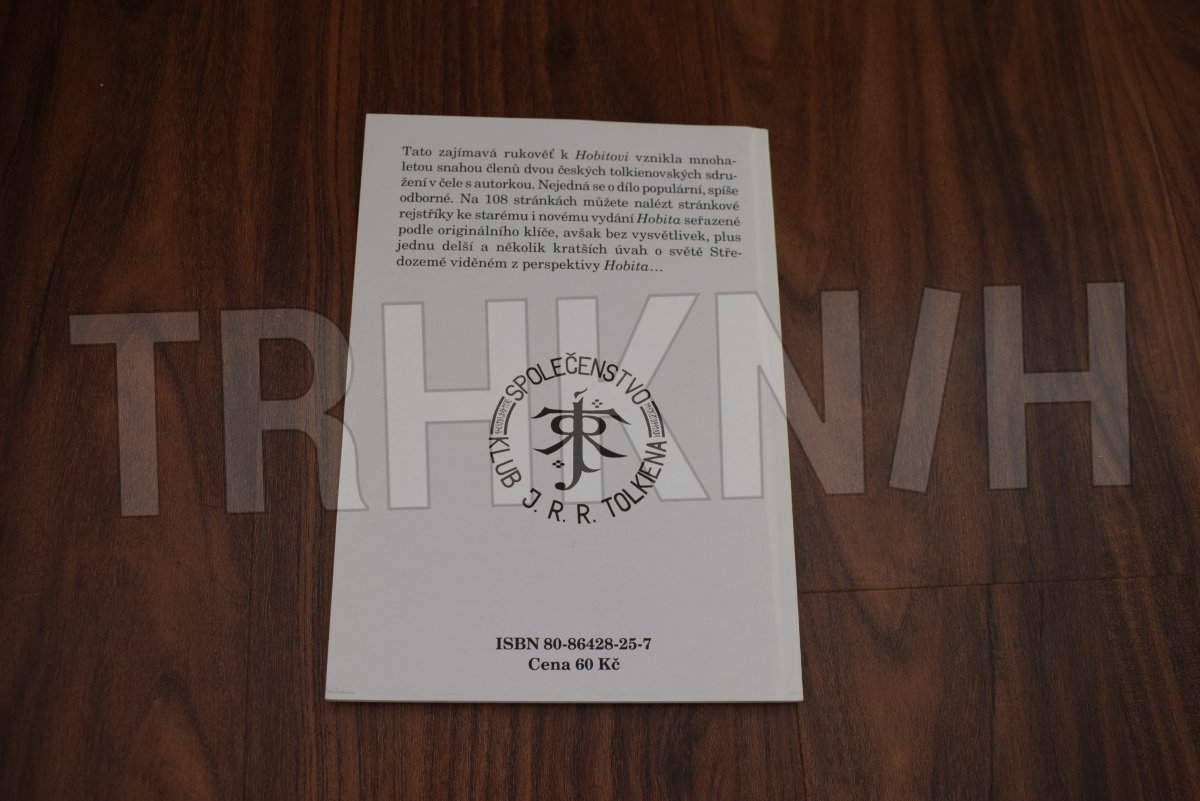 Tato zajímavá rukověť k Hobitovi vznikla mnoha-
letou snahou členů dvou českých tolkienovských sdru-
žení v čele s autorkou. Nejedná se o dílo populární, spíše
odborné. Na 108 stránkách můžete nalézt stránkové
rejstříky ke starému i novému vydání Hobita seřazené
podle originálního klíče, avšak bez vysvětlivek, plus
jednu delší a několik kratších úvah o světě Stře-
dozemě viděném z perspektivy Hobita...
TRHKN/H
SPOLEČENSTVO
KLUB J. R. R. TOLKIENA
ISBN 80-86428-25-7
Cena 60 Kč